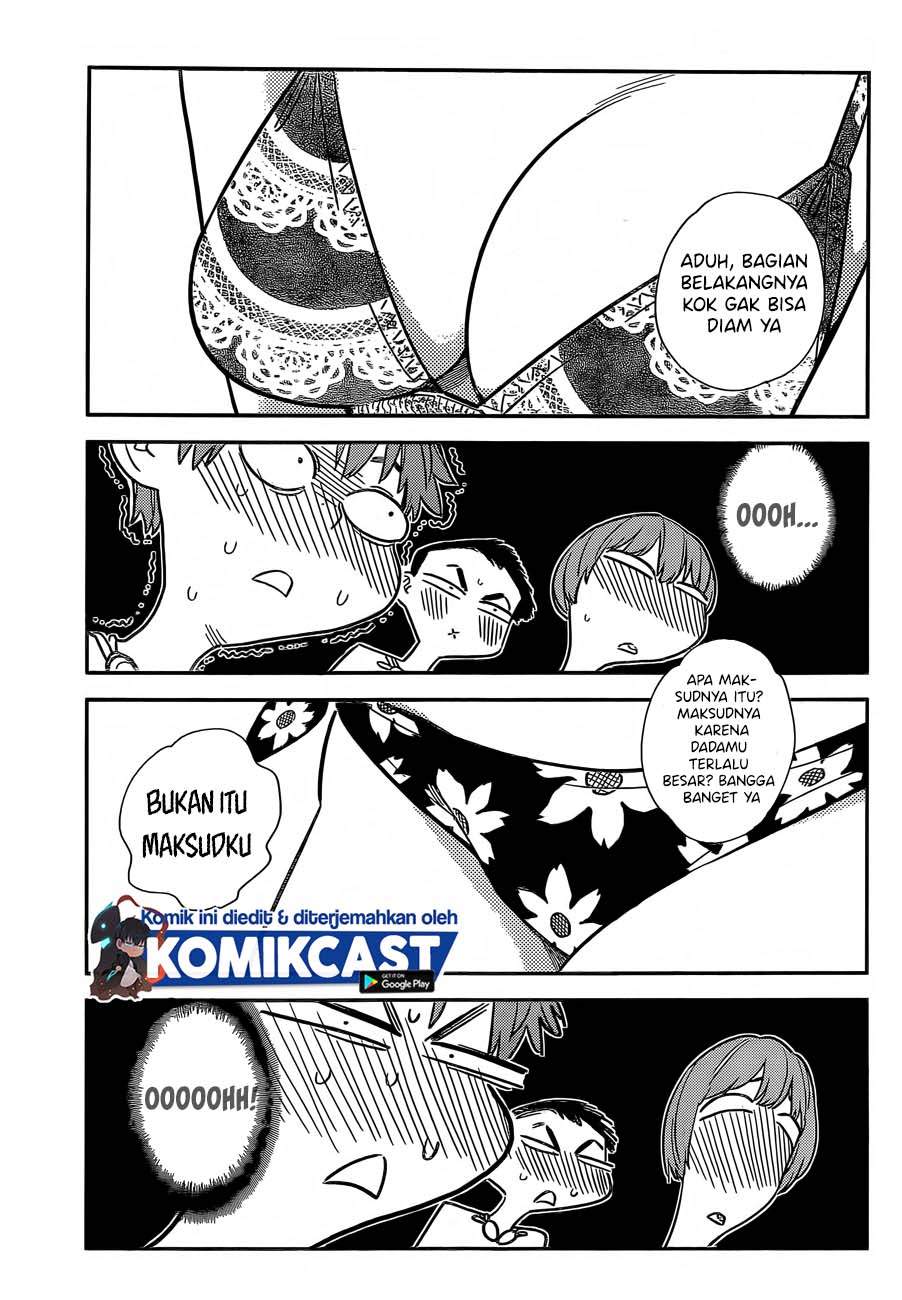 ADUH, BAGIAN
BELAKANGNYA
KOK GAK BISA
DIAM YA
OOOH...
APA MAK-
SUDNYA ITU?
MAKSUDNYA
KARENA
DADAMU
TERLALU
BESAR? BANGGA
BANGET YA
BUKAN ITU
MAKSUDKU
Komik ini diedit & diterjemahkan oleh
KOMIKCAST
GET IT ON
Google Play
OOOOOHH!